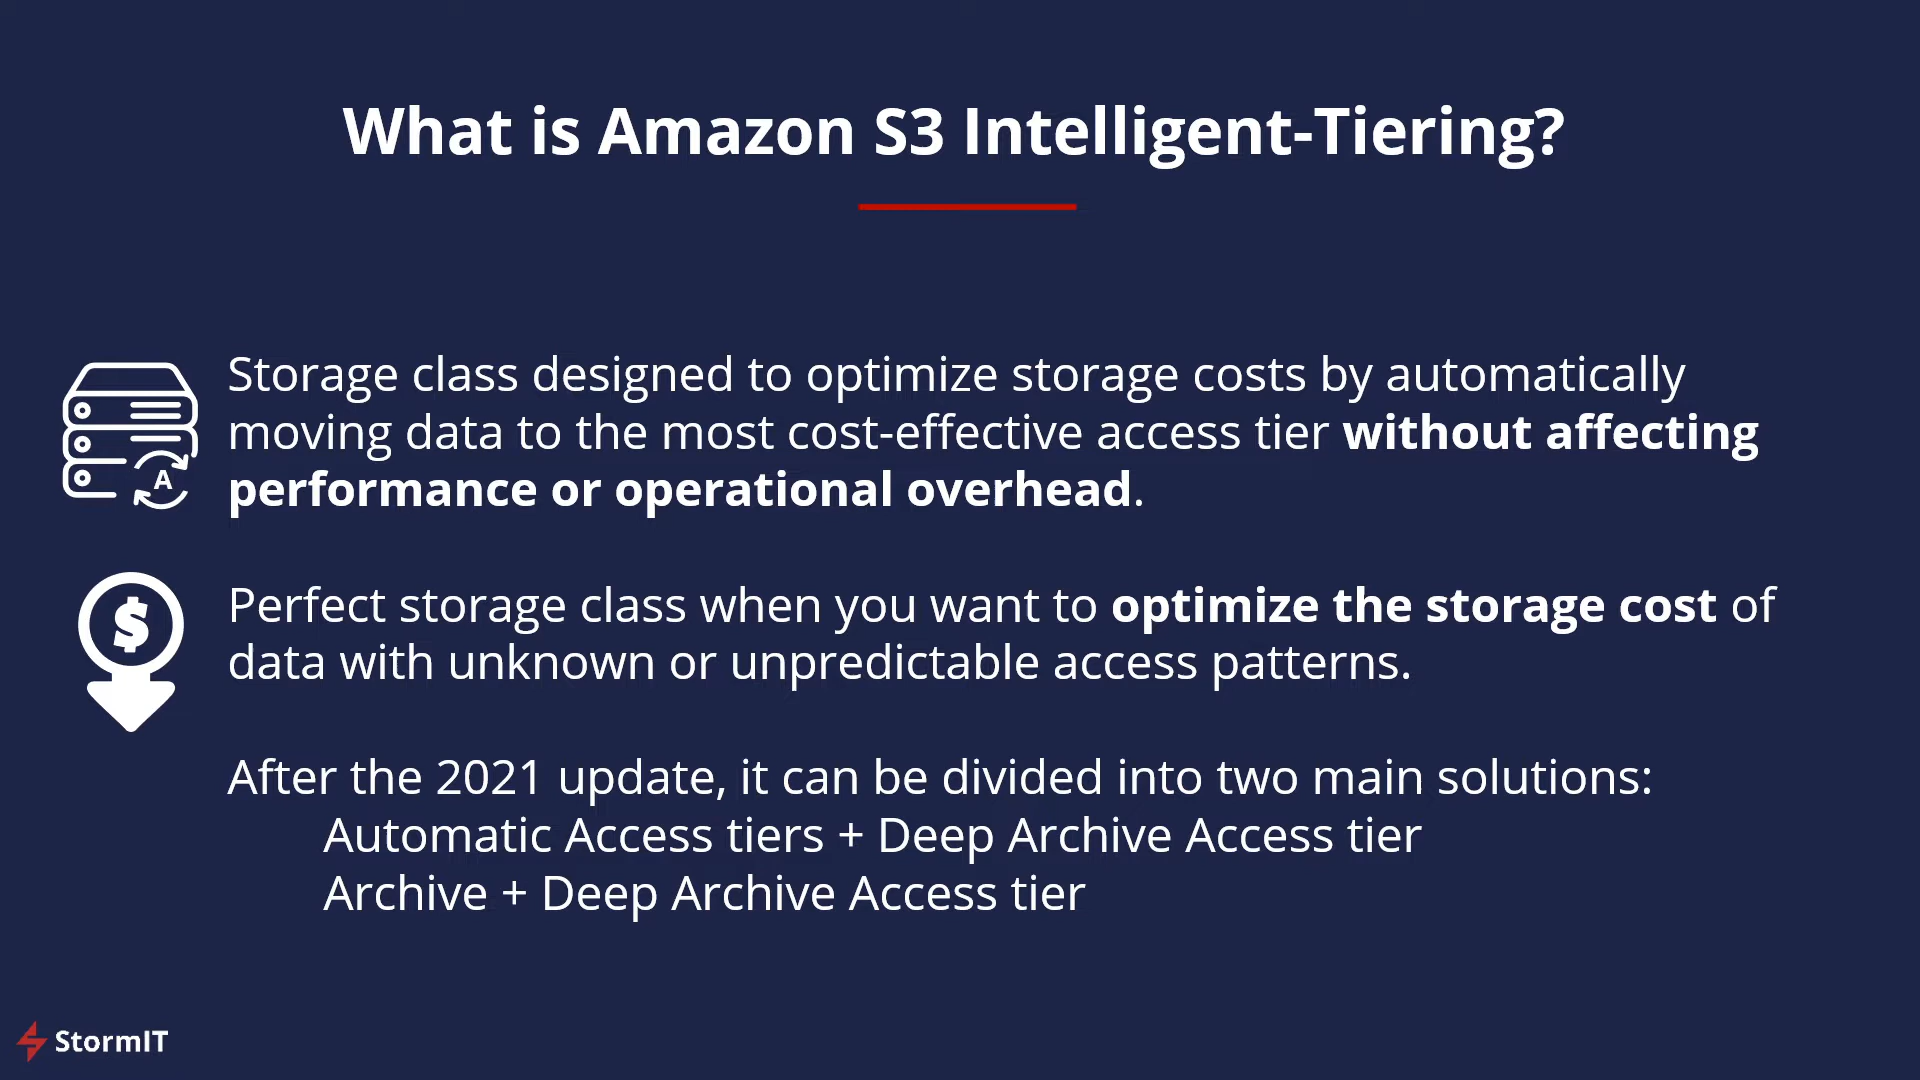 What is Amazon S3 Intelligent-Tiering?
Storage class designed to optimize storage costs by automatically
moving data to the most cost-effective access tier without affecting
performance or operational overhead.
A
$
Perfect storage class when you want to optimize the storage cost of
data with unknown or unpredictable access patterns.
After the 2021 update, it can be divided into two main solutions:
Automatic Access tiers + Deep Archive Access tier
Archive + Deep Archive Access tier
StormIT